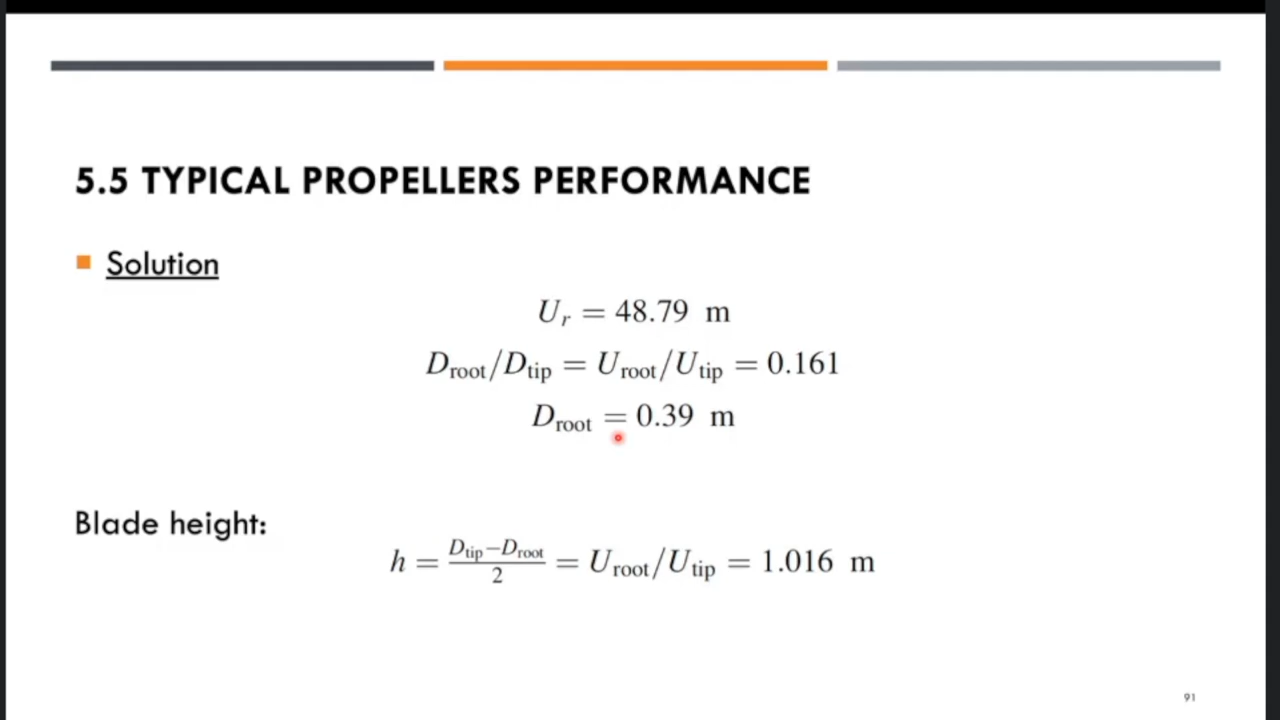 5.5 TYPICAL PROPELLERS PERFORMANCE
Solution
U_r = 48.79 m
D_root/D_tip = U_root/U_tip = 0.161
D_root = 0.39 m
Blade height:
h = (D_tip−D_root)/2 = U_root/U_tip = 1.016 m
91